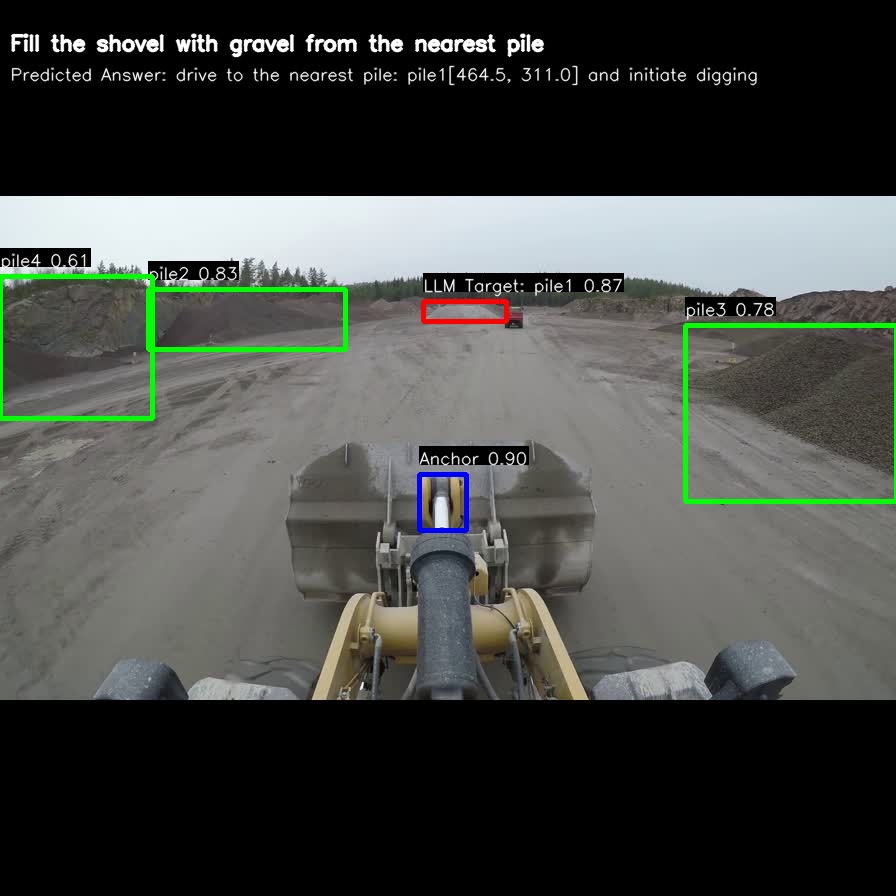 Fill the shovel with gravel from the nearest pile
Predicted Answer: drive to the nearest pile: pile1[464.5, 311.0] and initiate digging
pile4 0.61
pile2 0.83
LLM Target: pile1 0.87
pile3 0.78
Anchor 0.90